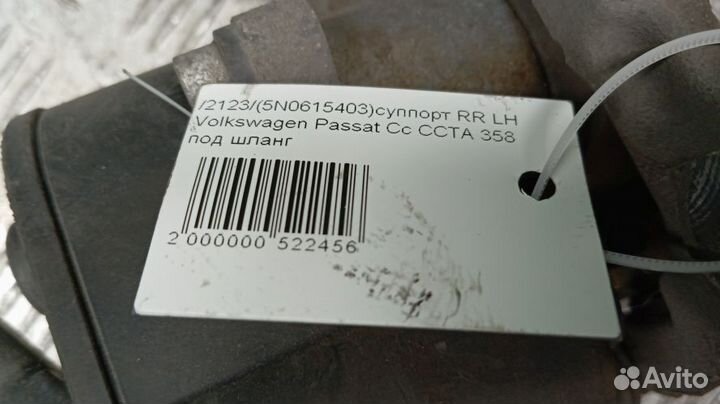 /2123/(5N0615403)суппорт RR LH
Volkswagen Passat Cc CCTA 358
под шланг
2 000000 522456
Avito